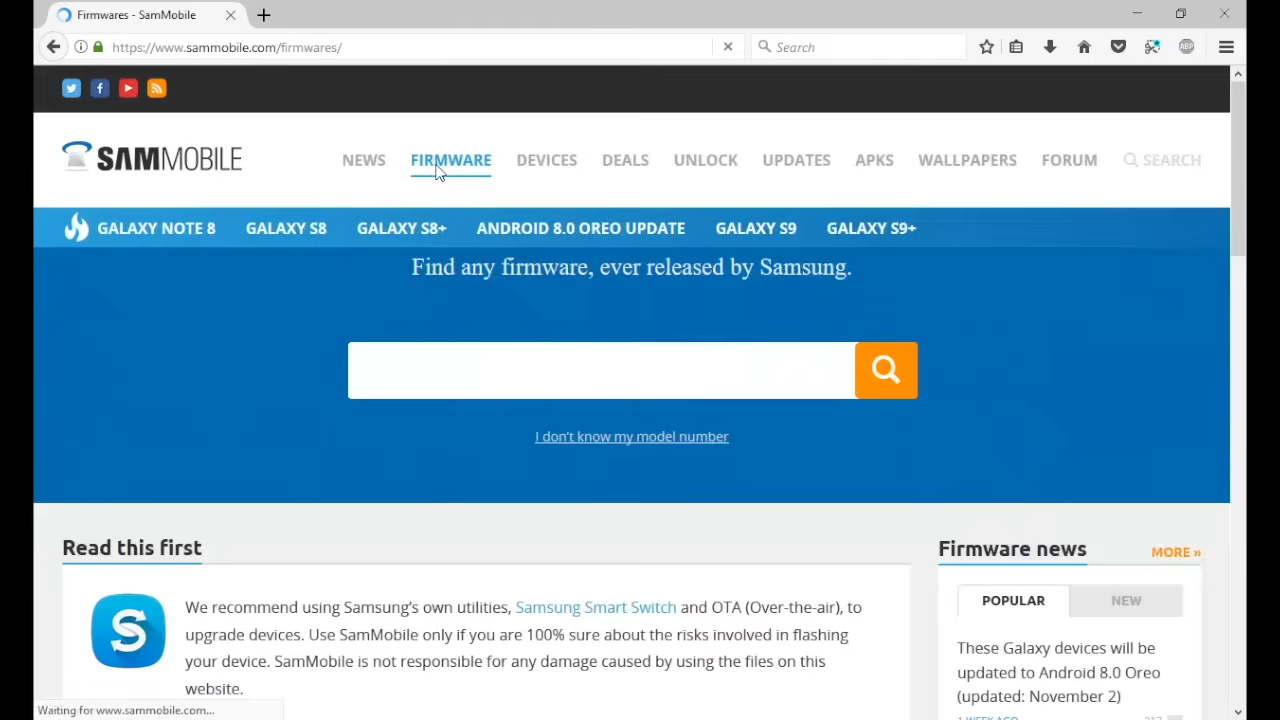 Firmwares - SamMobile
https://www.sammobile.com/firmwares/
Search
ABP
SAMMOBILE
NEWS FIRMWARE DEVICES DEALS UNLOCK UPDATES APKS WALLPAPERS FORUM SEARCH
GALAXY NOTE 8 GALAXY S8 GALAXY S8+ ANDROID 8.0 OREO UPDATE GALAXY S9 GALAXY S9+
Find any firmware, ever released by Samsung.
I don't know my model number
Read this first
We recommend using Samsung's own utilities, Samsung Smart Switch and OTA (Over-the-air), to
upgrade devices. Use SamMobile only if you are 100% sure about the risks involved in flashing
your device. SamMobile is not responsible for any damage caused by using the files on this
website.
Firmware news
MORE »
POPULAR NEW
These Galaxy devices will be
updated to Android 8.0 Oreo
(updated: November 2)
1 WEEK AGO
Waiting for www.sammobile.com...